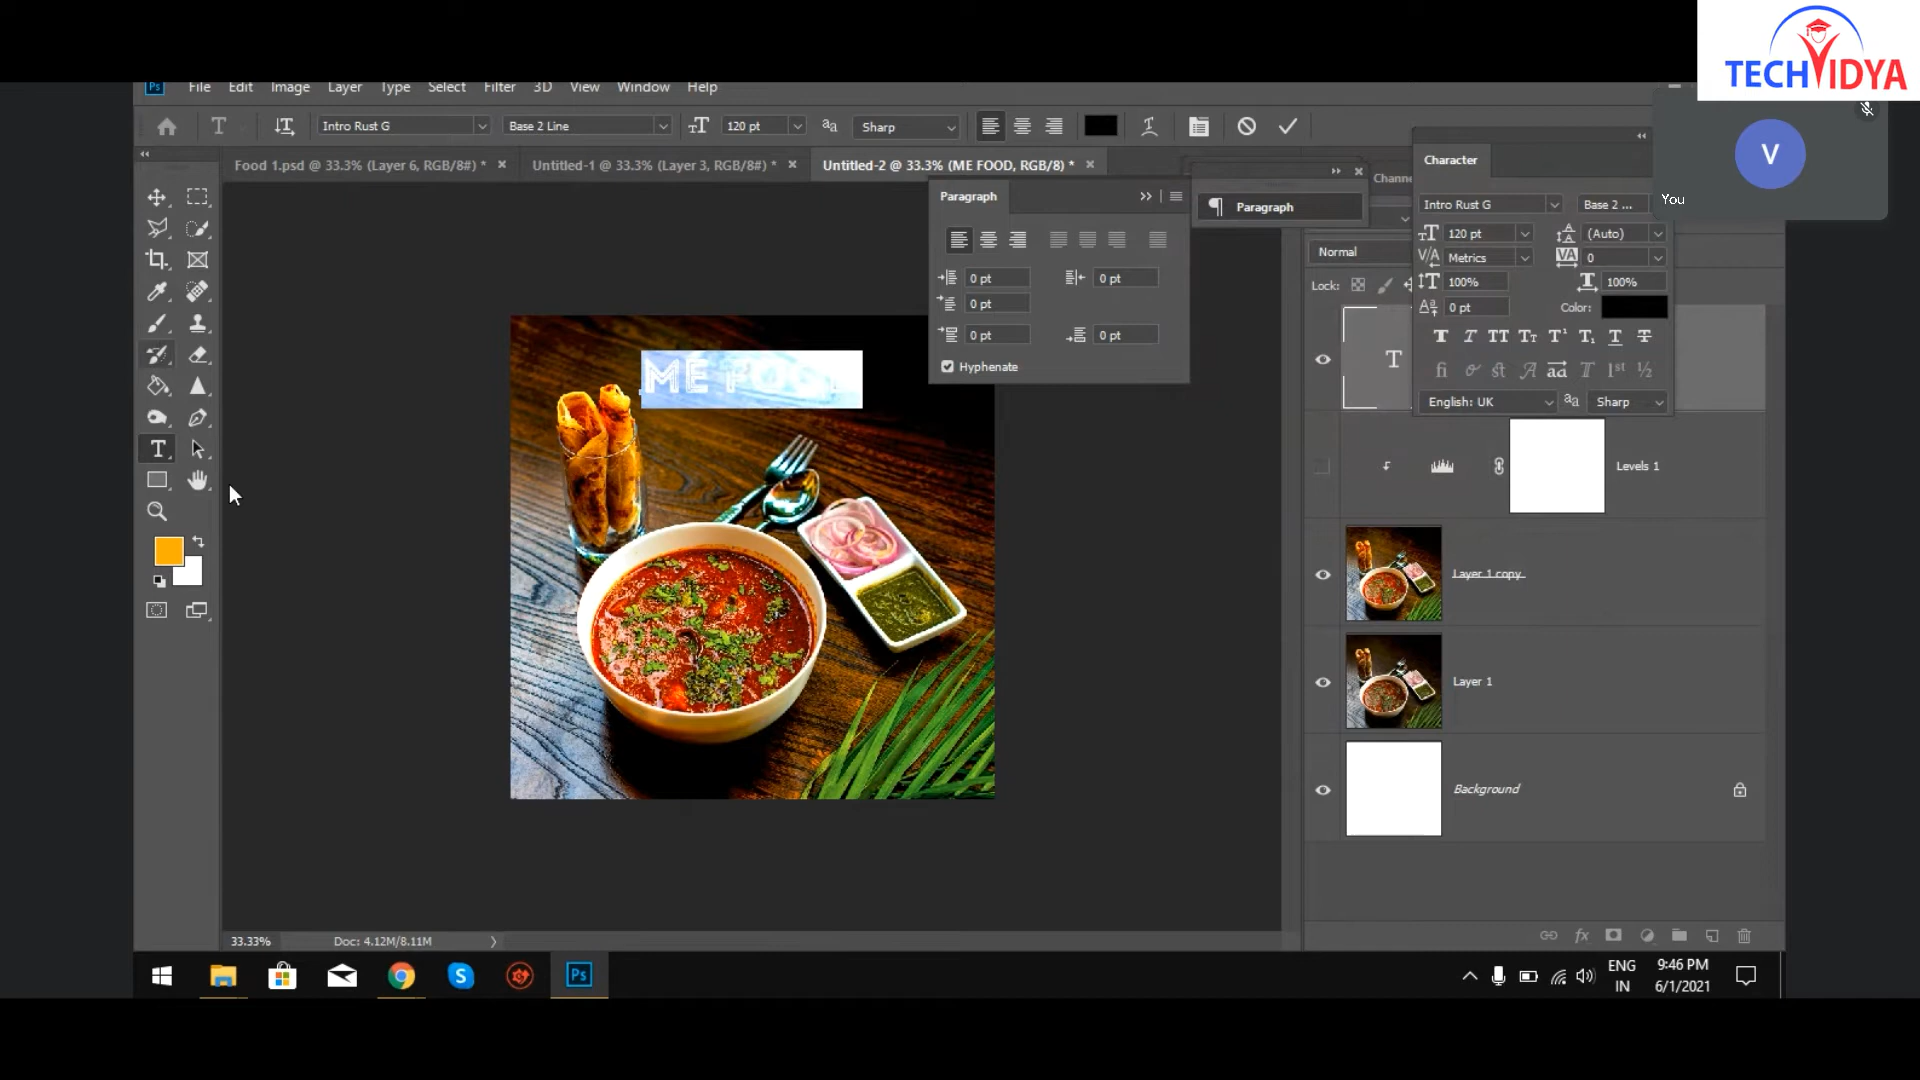 TECHVIDYA
Ps File Edit Image Layer Type Select Filter 3D View Window Help
Intro Rust G Base 2 Line 120 pt Sharp
Food 1.psd @ 33.3% (Layer 6, RGB/8#) * Untitled-1 @ 33.3% (Layer 3, RGB/8#) * Untitled-2 @ 33.3% (ME FOOD, RGB/8) *
V
You
Paragraph
0 pt 0 pt
0 pt
0 pt 0 pt
Hyphenate
Paragraph
Channe
Character
Intro Rust G Base 2 ...
120 pt (Auto)
Metrics 0
100% 100%
0 pt Color:
English: UK Sharp
Normal
Lock:
ME FOOD
Levels 1
Layer 1 copy
Layer 1
Background
33.33% Doc: 4.12M/8.11M
Ps
ENG
IN
9:46 PM
6/1/2021